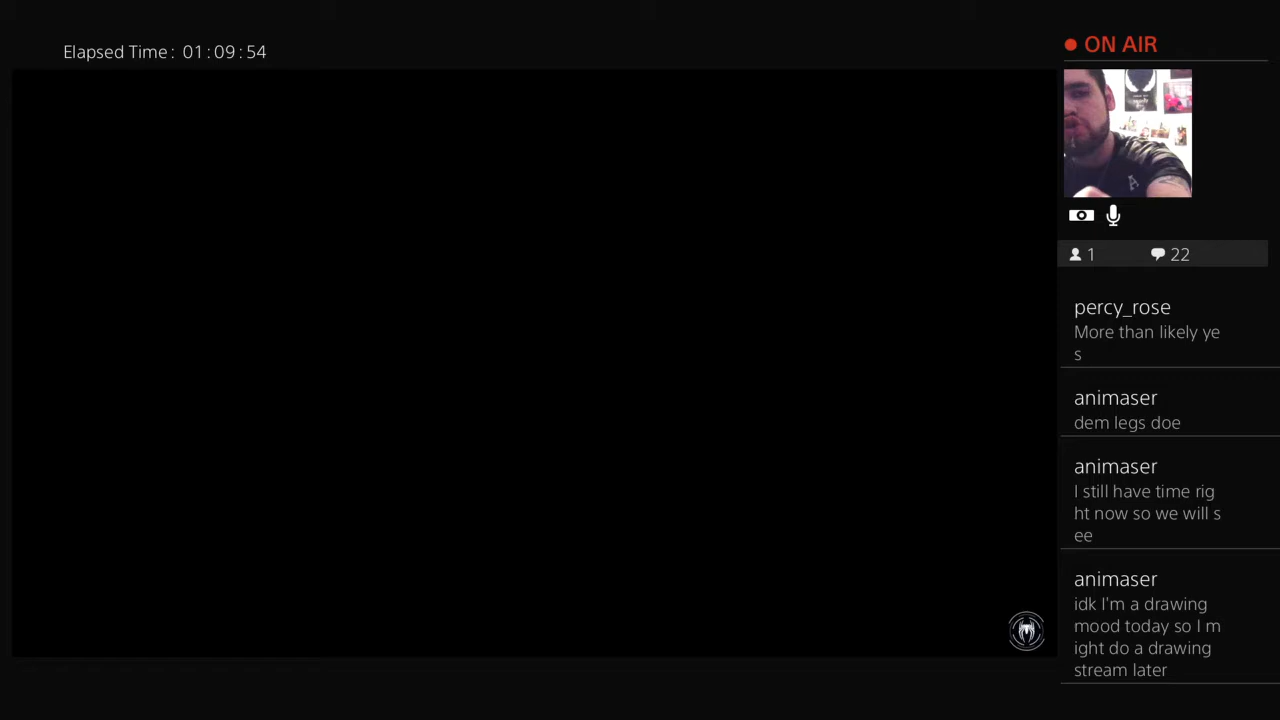 Elapsed Time: 01:09:54
ON AIR
1
22
percy_rose
More than likely ye
s
animaser
dem legs doe
animaser
I still have time rig
ht now so we will s
ee
animaser
idk I'm a drawing
mood today so I m
ight do a drawing
stream later